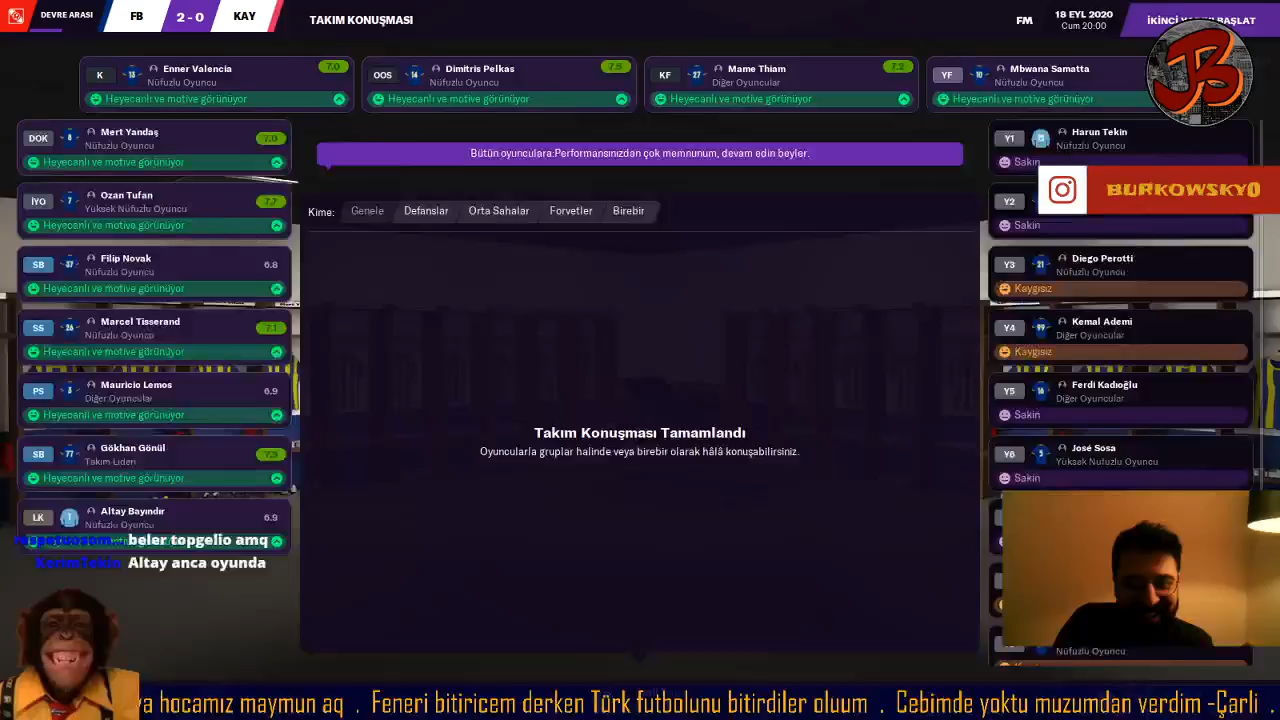 DEVRE ARASI
FB
2 - 0
KAY
TAKIM KONUŞMASI
FM
18 EYL 2020
Cum 20:00
K
13
Enner Valencia
7.0
Nüfuzlu Oyuncu
Heyecanlı ve motive görünüyor
OOS
14
Dimitris Pelkas
7.9
Nüfuzlu Oyuncu
Heyecanlı ve motive görünüyor
KF
27
Mame Thiam
7.2
Diğer Oyuncular
Heyecanlı ve motive görünüyor
YF
10
Mbwana Samatta
Nüfuzlu Oyuncu
Heyecanlı ve motive görünüyor
B
DOK
8
Mert Yandaş
7.0
Nüfuzlu Oyuncu
Heyecanlı ve motive görünüyor
İYO
7
Ozan Tufan
7.7
Yüksek Nüfuzlu Oyuncu
Heyecanlı ve motive görünüyor
SB
37
Filip Novak
6.8
Nüfuzlu Oyuncu
Heyecanlı ve motive görünüyor
SS
26
Marcel Tisserand
7.1
Nüfuzlu Oyuncu
Heyecanlı ve motive görünüyor
PS
3
Mauricio Lemos
6.9
Diğer Oyuncular
Heyecanlı ve motive görünüyor
SB
77
Gökhan Gönül
7.3
Takım Lideri
Heyecanlı ve motive görünüyor
LK
1
Altay Bayındır
6.9
Nüfuzlu Oyuncu
beler topgelio amq
KerimTekin Altay anca oyunda
Bütün oyunculara:Performansınızdan çok memnunum, devam edin beyler.
Kime:
Genele
Defanslar
Orta Sahalar
Forvetler
Birebir
Takım Konuşması Tamamlandı
Oyuncularla gruplar halinde veya birebir olarak hâlâ konuşabilirsiniz.
Y1
Harun Tekin
Nüfuzlu Oyuncu
Sakin
BURKOWSKY0
Y2
Sakin
Y3
21
Diego Perotti
Nüfuzlu Oyuncu
Kaygısız
Y4
99
Kemal Ademi
Diğer Oyuncular
Kaygısız
Y5
16
Ferdi Kadıoğlu
Diğer Oyuncular
Sakin
Y6
5
José Sosa
Yüksek Nüfuzlu Oyuncu
Sakin
Nüfuzlu Oyuncu
ya hocamız maymun aq . Feneri bitiricem derken Türk futbolunu bitirdiler oluum . Cebimde yoktu muzumdan verdim -Çarli .